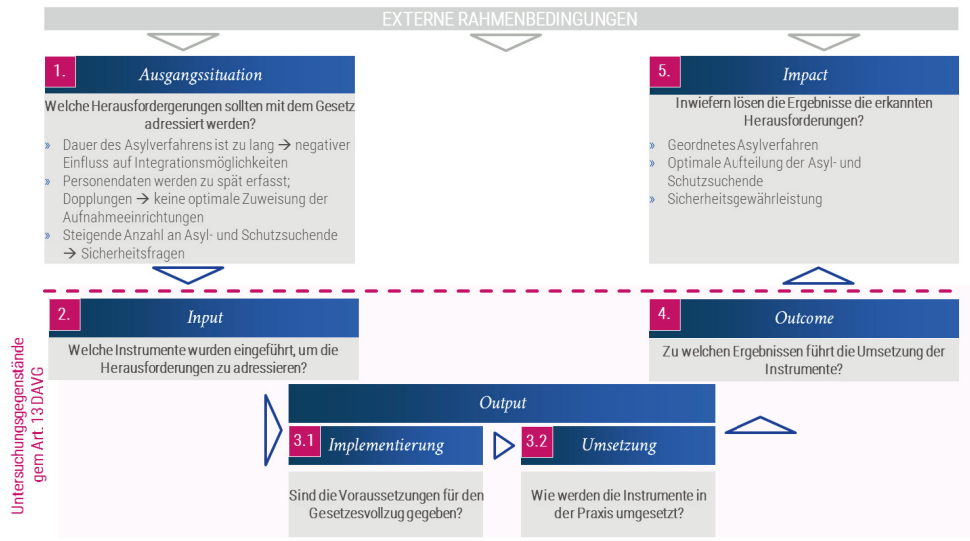 EXTERNE RAHMENBEDINGUNGEN
1.
Ausgangssituation
Welche Herausfordergerungen sollten mit dem Gesetz
adressiert werden?
» Dauer des Asylverfahrens ist zu lang → negativer
Einfluss auf Integrationsmöglichkeiten
» Personendaten werden zu spät erfasst;
Dopplungen → keine optimale Zuweisung der
Aufnahmeeinrichtungen
» Steigende Anzahl an Asyl- und Schutzsuchende
→ Sicherheitsfragen
5.
Impact
Inwiefern lösen die Ergebnisse die erkannten
Herausforderungen?
» Geordnetes Asylverfahren
» Optimale Aufteilung der Asyl- und
Schutzsuchende
» Sicherheitsgewährleistung
Untersuchungsgegenstände
gem Art. 13 DAVG
2.
Input
Welche Instrumente wurden eingeführt, um die
Herausforderungen zu adressieren?
Output
3.1
Implementierung
Sind die Voraussetzungen für den
Gesetzesvollzug gegeben?
3.2
Umsetzung
Wie werden die Instrumente in
der Praxis umgesetzt?
4.
Outcome
Zu welchen Ergebnissen führt die Umsetzung der
Instrumente?